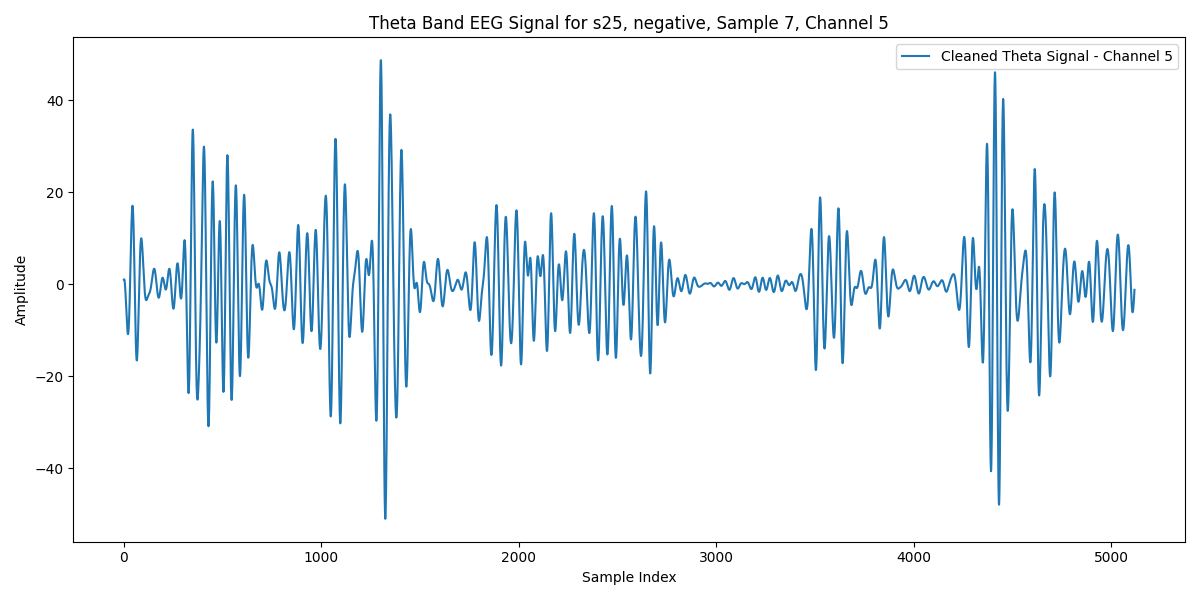 Theta Band EEG Signal for s25, negative, Sample 7, Channel 5
Cleaned Theta Signal - Channel 5
Amplitude
40
20
0
−20
−40
0 1000 2000 3000 4000 5000
Sample Index